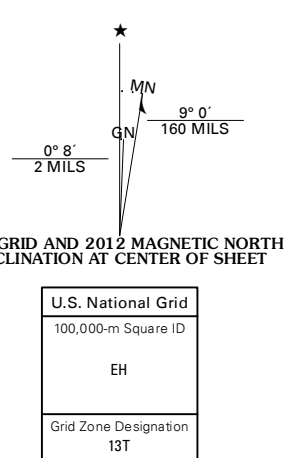 ★
MN
GN
9° 0´
160 MILS
0° 8´
2 MILS
GRID AND 2012 MAGNETIC NORTH
CLINATION AT CENTER OF SHEET
U.S. National Grid
100,000-m Square ID
EH
Grid Zone Designation
13T